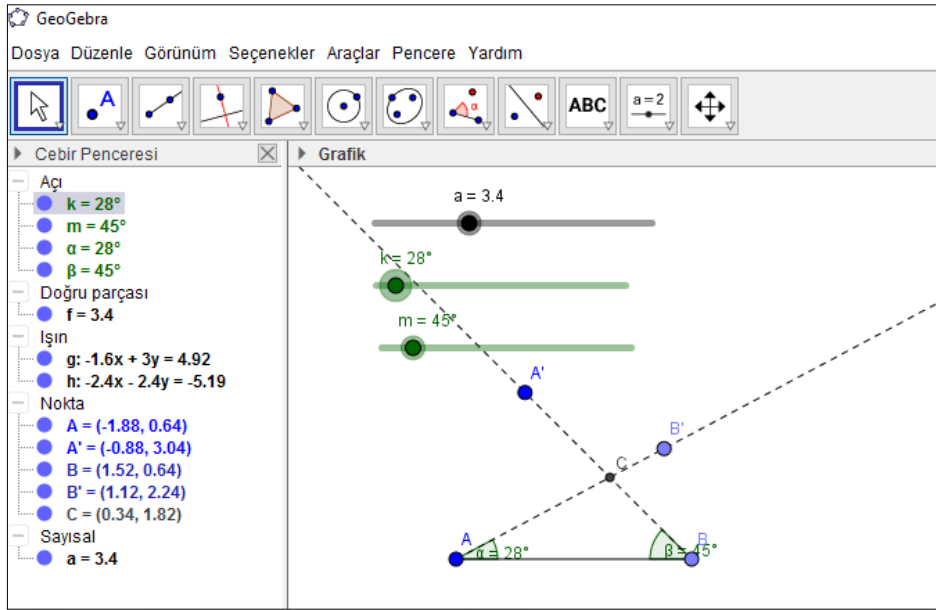 GeoGebra
Dosya Düzenle Görünüm Seçenekler Araçlar Pencere Yardım
A
α
ABC
a = 2
Cebir Penceresi
Grafik
Açı
k = 28°
m = 45°
α = 28°
β = 45°
Doğru parçası
f = 3.4
Işın
g: -1.6x + 3y = 4.92
h: -2.4x - 2.4y = -5.19
Nokta
A = (-1.88, 0.64)
A' = (-0.88, 3.04)
B = (1.52, 0.64)
B' = (1.12, 2.24)
C = (0.34, 1.82)
Sayısal
a = 3.4
a = 3.4
k = 28°
m = 45°
A'
B'
C
A
α = 28°
B
β = 45°